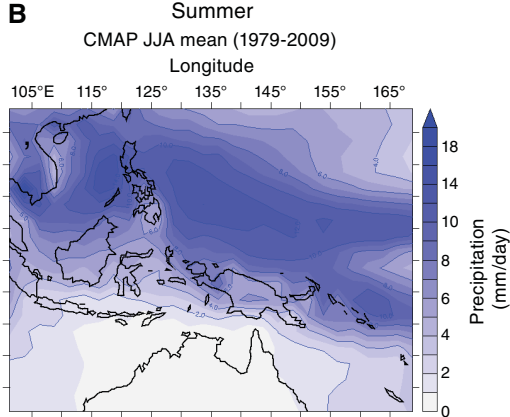 B
Summer
CMAP JJA mean (1979-2009)
Longitude
105°E 115° 125° 135° 145° 155° 165°
18
14
10
8
6
4
2
0
Precipitation
(mm/day)